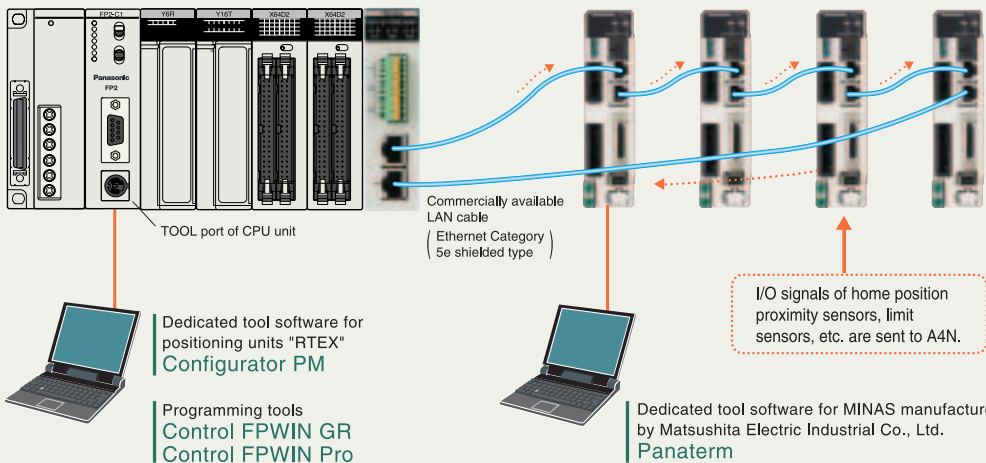 FP2-C1
Y6R
Y16T
X64D2
X64D2
Panasonic
FP2
TOOL port of CPU unit
Commercially available
LAN cable
( Ethernet Category
5e shielded type )
I/O signals of home position
proximity sensors, limit
sensors, etc. are sent to A4N.
Dedicated tool software for
positioning units "RTEX"
Configurator PM
Programming tools
Control FPWIN GR
Control FPWIN Pro
Dedicated tool software for MINAS manufacture
by Matsushita Electric Industrial Co., Ltd.
Panaterm